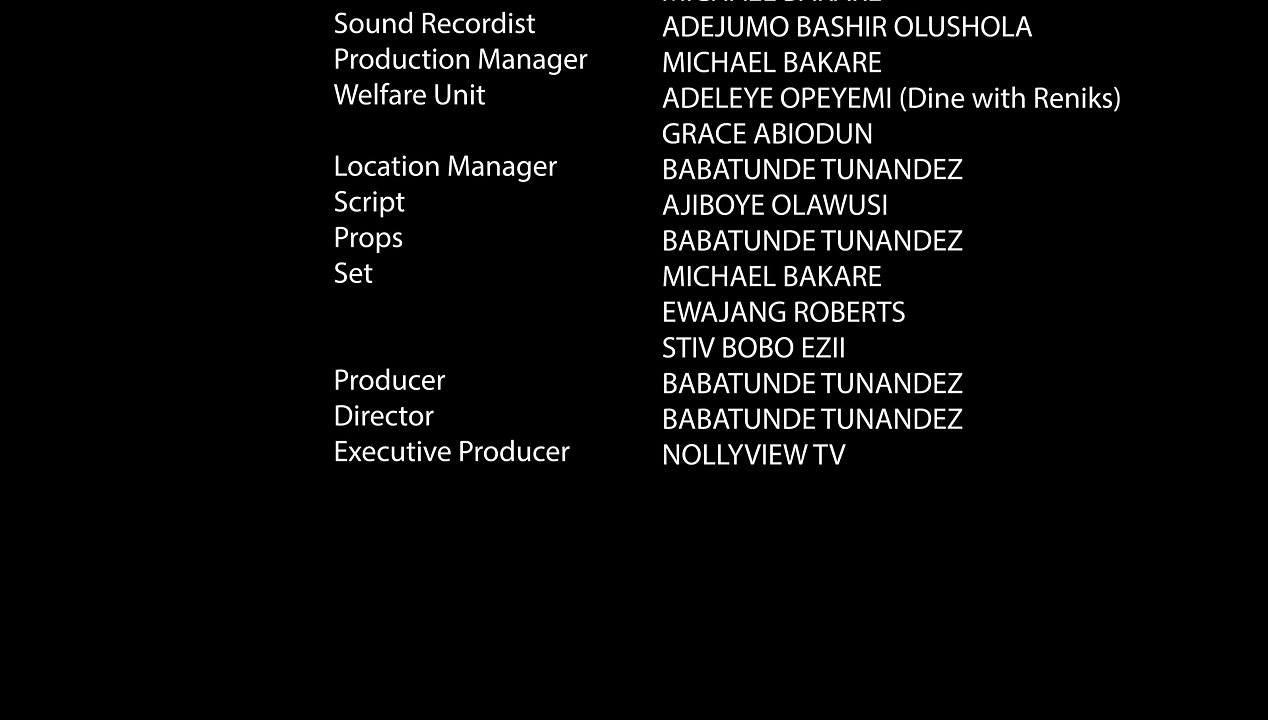 Sound Recordist ADEJUMO BASHIR OLUSHOLA
Production Manager MICHAEL BAKARE
Welfare Unit ADELEYE OPEYEMI (Dine with Reniks)
GRACE ABIODUN
Location Manager BABATUNDE TUNANDEZ
Script AJIBOYE OLAWUSI
Props BABATUNDE TUNANDEZ
Set MICHAEL BAKARE
EWAJANG ROBERTS
STIV BOBO EZII
Producer BABATUNDE TUNANDEZ
Director BABATUNDE TUNANDEZ
Executive Producer NOLLYVIEW TV